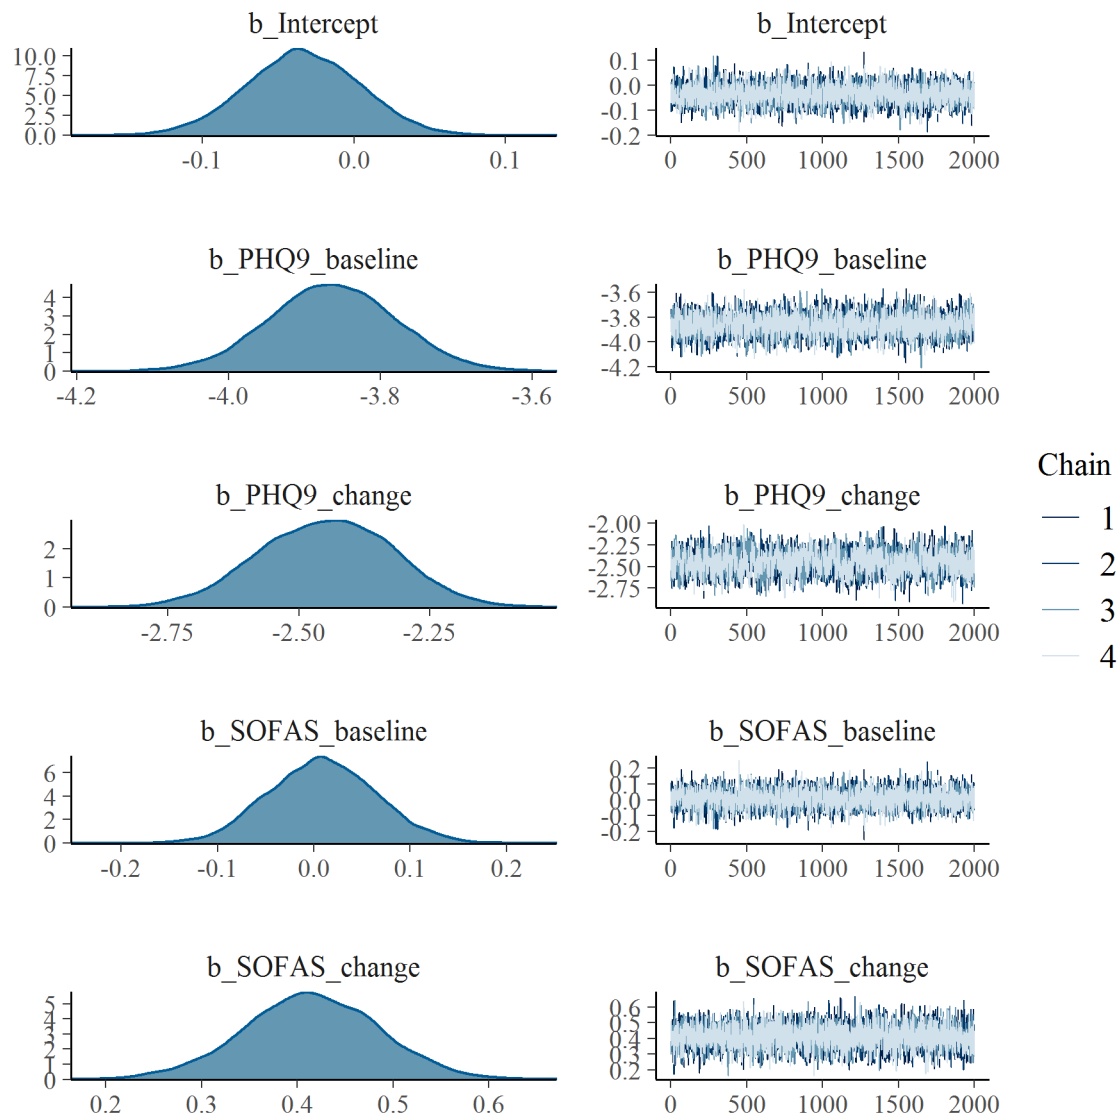 b_Intercept
10.0
7.5
5.0
2.5
0.0
-0.1 0.0 0.1
b_Intercept
0.1
0.0
-0.1
-0.2
0 500 1000 1500 2000
b_PHQ9_baseline
4
3
2
1
0
-4.2 -4.0 -3.8 -3.6
b_PHQ9_baseline
-3.6
-3.8
-4.0
-4.2
0 500 1000 1500 2000
b_PHQ9_change
2
1
0
-2.75 -2.50 -2.25
b_PHQ9_change
-2.00
-2.25
-2.50
-2.75
0 500 1000 1500 2000
b_SOFAS_baseline
6
4
2
0
-0.2 -0.1 0.0 0.1 0.2
b_SOFAS_baseline
0.2
0.1
0.0
-0.1
-0.2
0 500 1000 1500 2000
b_SOFAS_change
5
4
3
2
1
0
0.2 0.3 0.4 0.5 0.6
b_SOFAS_change
0.6
0.5
0.4
0.3
0.2
0 500 1000 1500 2000
Chain
1
2
3
4